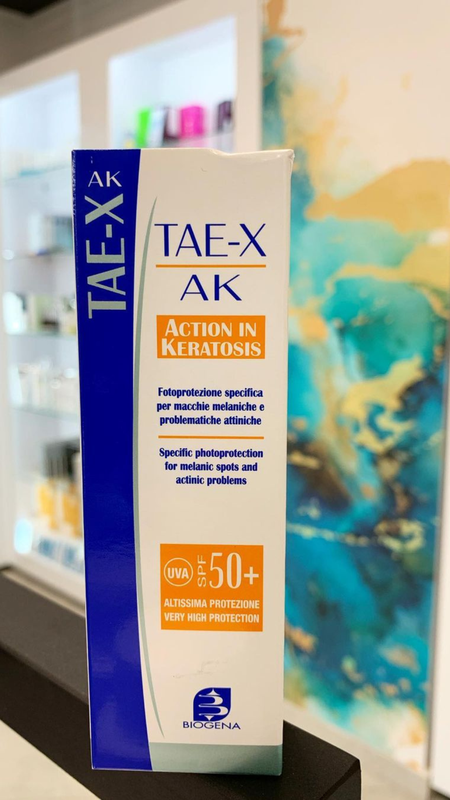 AK
TAE-X
TAE-X
AK
ACTION IN
KERATOSIS
Fotoprotezione specifica
per macchie melaniche e
problematiche attiniche
Specific photoprotection
for melanic spots and
actinic problems
UVA
SPF 50+
ALTISSIMA PROTEZIONE
VERY HIGH PROTECTION
BIOGENA